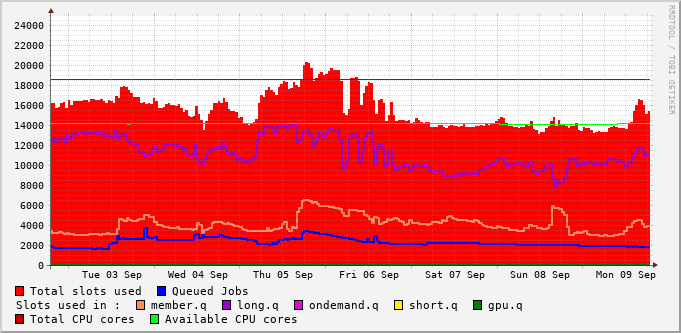 RRDTOOL / TOBI OETIKER
24000
22000
20000
18000
16000
14000
12000
10000
8000
6000
4000
2000
0
Tue 03 Sep Wed 04 Sep Thu 05 Sep Fri 06 Sep Sat 07 Sep Sun 08 Sep Mon 09 Sep
Total slots used Queued Jobs
Slots used in : member.q long.q ondemand.q short.q gpu.q
Total CPU cores Available CPU cores